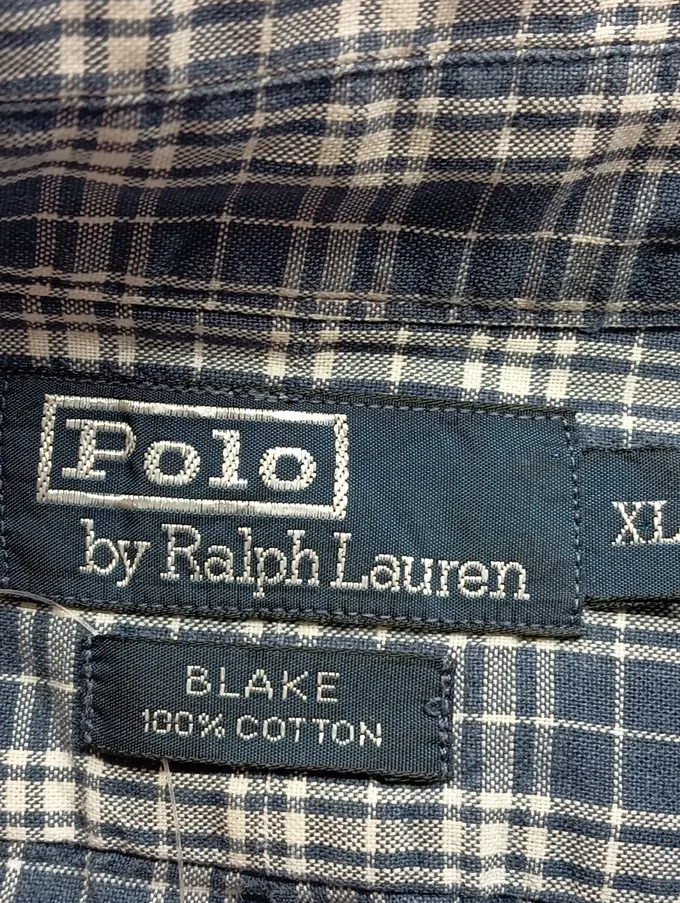 Polo
by Ralph Lauren
XL
BLAKE
100% COTTON